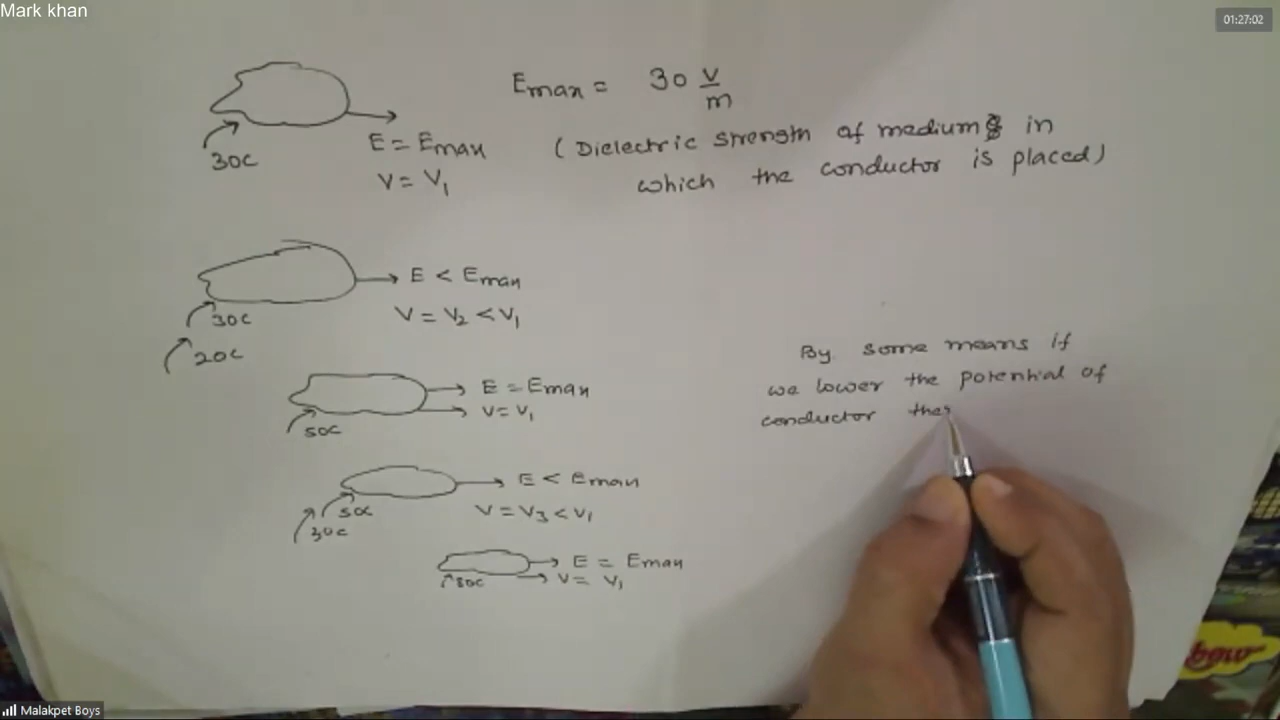 Mark khan
01:27:02
Emax = 30 V/m
30C
E = Emax
V = V1
(Dielectric strength of medium in
which the conductor is placed)
E < Emax
V = V2 < V1
30C
20C
E = Emax
V = V1
50C
E < Emax
V = V3 < V1
50C
30C
E = Emax
V = V1
80C
By some means if
we lower the potential of
conductor then
Malakpet Boys